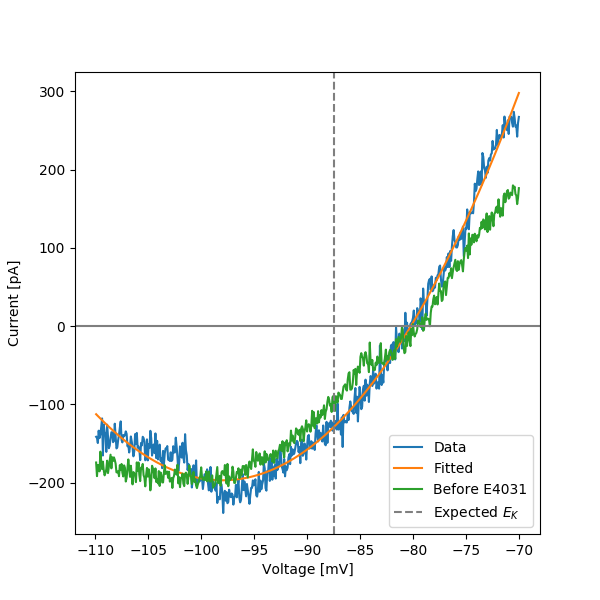 300
200
100
0
−100
−200
Current [pA]
−110
−105
−100
−95
−90
−85
−80
−75
−70
Voltage [mV]
Data
Fitted
Before E4031
Expected E_K